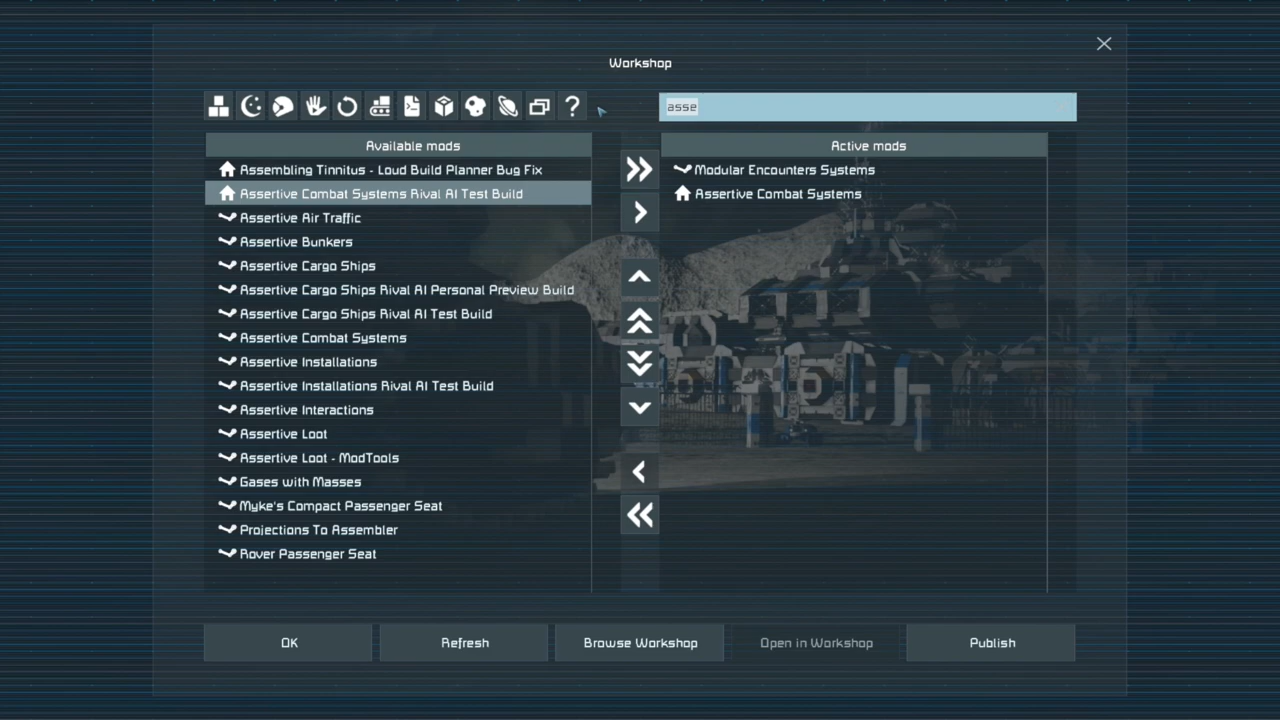 Workshop
asse
Available mods
Assembling Tinnitus - Loud Build Planner Bug Fix
Assertive Combat Systems Rival AI Test Build
Assertive Air Traffic
Assertive Bunkers
Assertive Cargo Ships
Assertive Cargo Ships Rival AI Personal Preview Build
Assertive Cargo Ships Rival AI Test Build
Assertive Combat Systems
Assertive Installations
Assertive Installations Rival AI Test Build
Assertive Interactions
Assertive Loot
Assertive Loot - ModTools
Gases with Masses
Myke's Compact Passenger Seat
Projections To Assembler
Rover Passenger Seat
Active mods
Modular Encounters Systems
Assertive Combat Systems
OK
Refresh
Browse Workshop
Open in Workshop
Publish